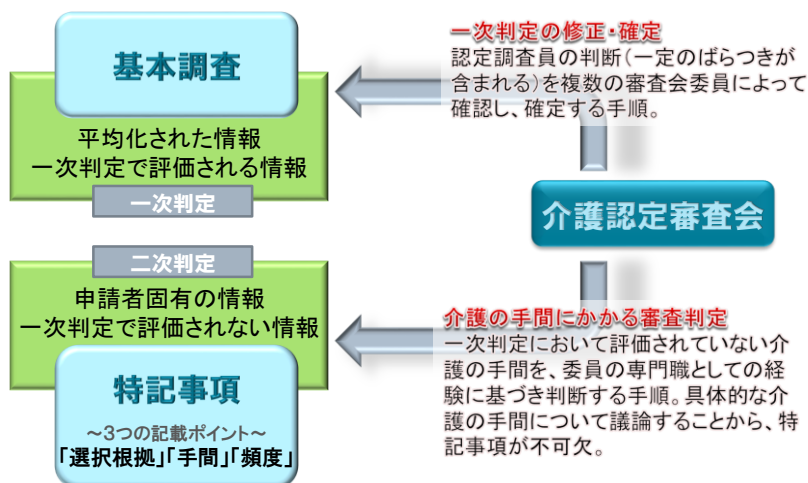 基本調査
平均化された情報
一次判定で評価される情報
一次判定
一次判定の修正・確定
認定調査員の判断(一定のばらつきが
含まれる)を複数の審査会委員によって
確認し、確定する手順。
介護認定審査会
二次判定
申請者固有の情報
一次判定で評価されない情報
特記事項
~3つの記載ポイント~
「選択根拠」「手間」「頻度」
介護の手間にかかる審査判定
一次判定において評価されていない介
護の手間を、委員の専門職としての経
験に基づき判断する手順。具体的な介
護の手間について議論することから、特
記事項が不可欠。